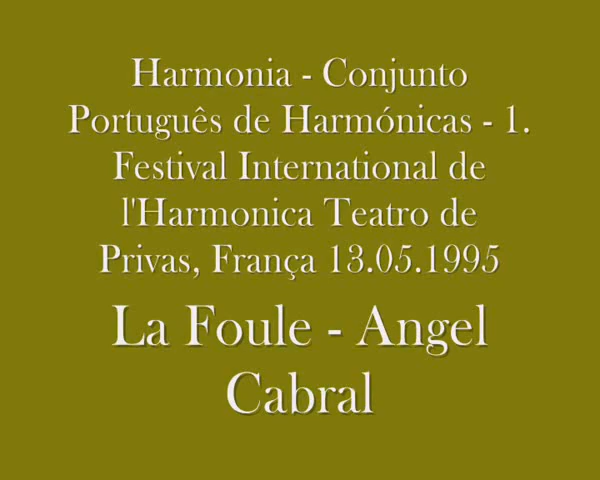 Harmonia - Conjunto
Português de Harmónicas - 1.
Festival International de
l'Harmonica Teatro de
Privas, França 13.05.1995
La Foule - Angel
Cabral